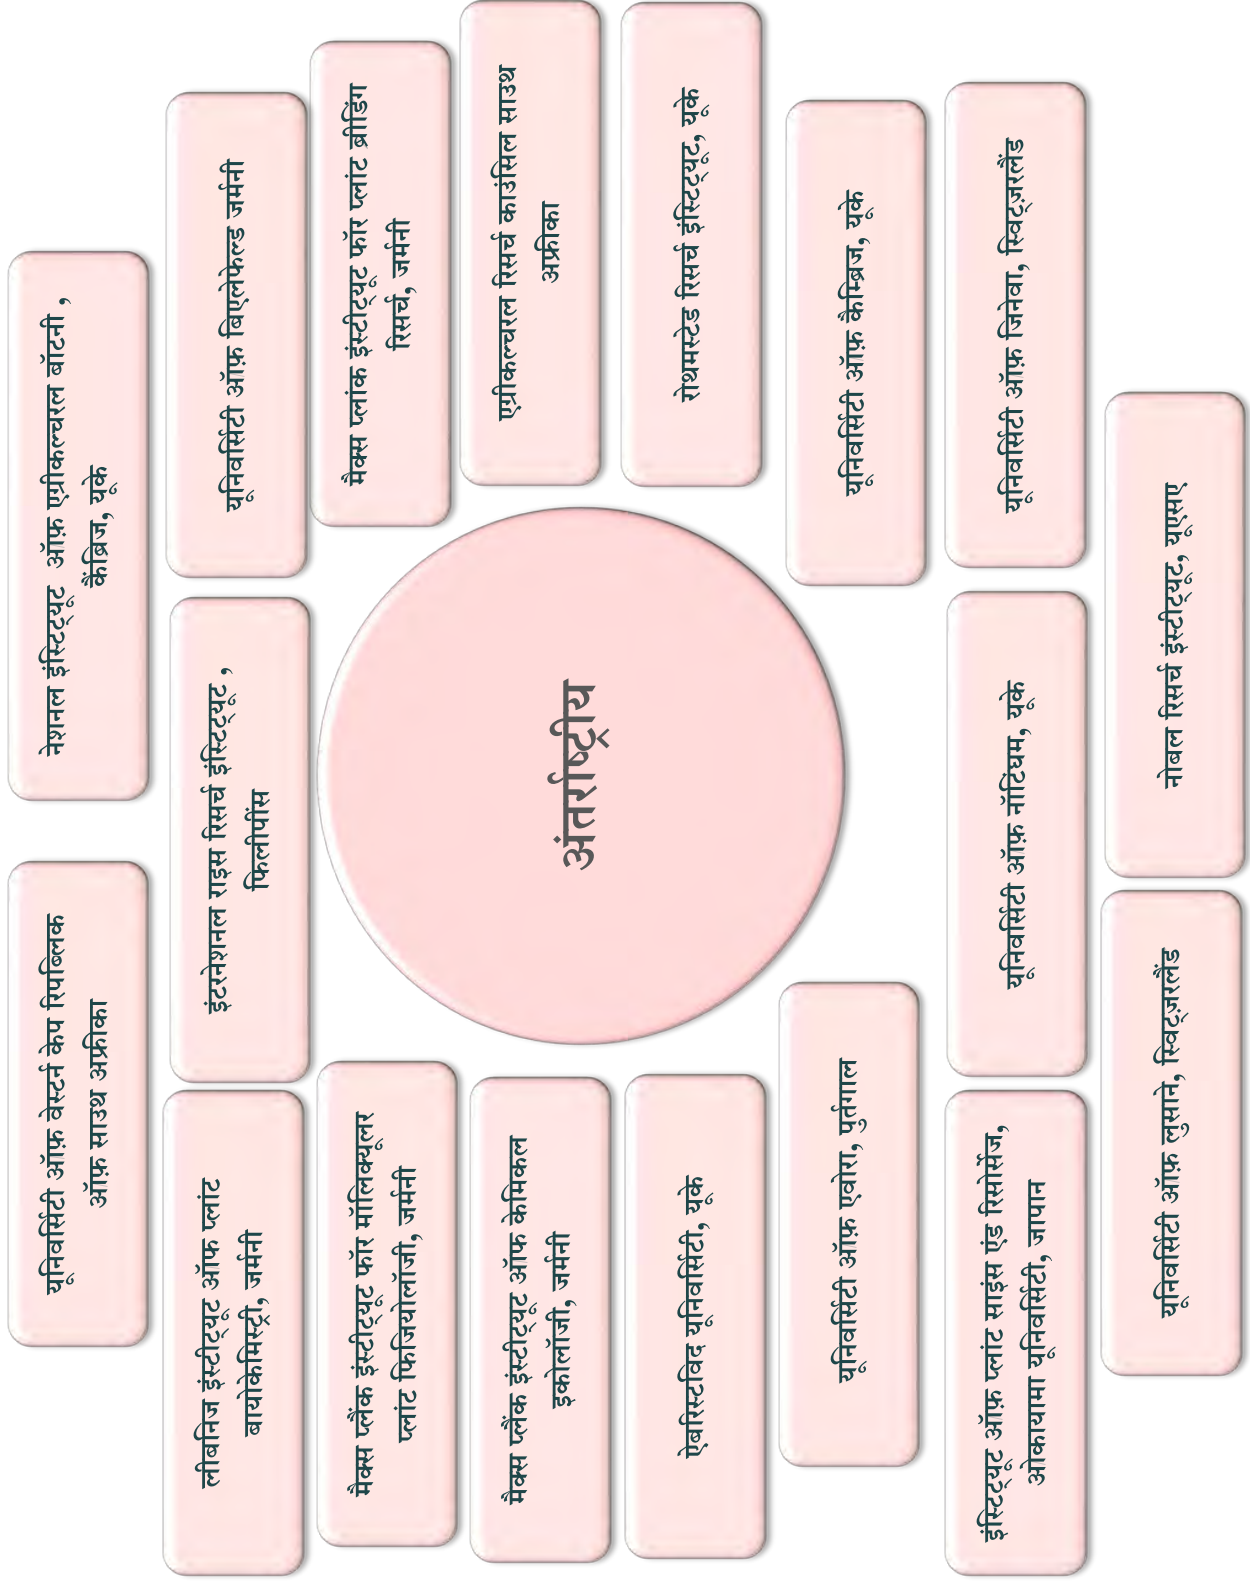 यूनिवर्सिटी ऑफ़ वेस्टर्न केप रिपब्लिक
ऑफ़ साउथ अफ्रीका
नेशनल इंस्टिट्यूट ऑफ़ एग्रीकल्चरल बॉटनी ,
कैंब्रिज, यूके
लीबनिज इंस्टीट्यूट ऑफ प्लांट
बायोकेमिस्ट्री, जर्मनी
इंटरनेशनल राइस रिसर्च इंस्टिट्यूट ,
फिलीपींस
यूनिवर्सिटी ऑफ़ बिएलेफेल्ड जर्मनी
मैक्स प्लैंक इंस्टीट्यूट फॉर मॉलिक्यूलर
प्लांट फिजियोलॉजी, जर्मनी
मैक्स प्लांक इंस्टीट्यूट फॉर प्लांट ब्रीडिंग
रिसर्च, जर्मनी
मैक्स प्लैंक इंस्टीट्यूट ऑफ केमिकल
इकोलॉजी, जर्मनी
एग्रीकल्चरल रिसर्च काउंसिल साउथ
अफ्रीका
अंतर्राष्ट्रीय
ऐबरिस्टविद यूनिवर्सिटी, यूके
रोथमस्टेड रिसर्च इंस्टिट्यूट, यूके
यूनिवर्सिटी ऑफ़ एवोरा, पुर्तगाल
यूनिवर्सिटी ऑफ़ कैम्ब्रिज, यूके
इंस्टिट्यूट ऑफ़ प्लांट साइंस एंड रिसोर्सेज,
ओकायामा यूनिवर्सिटी, जापान
यूनिवर्सिटी ऑफ़ नॉटिंघम, यूके
यूनिवर्सिटी ऑफ़ जिनेवा, स्विट्ज़रलैंड
यूनिवर्सिटी ऑफ़ लुसाने, स्विट्ज़रलैंड
नोबल रिसर्च इंस्टीट्यूट, यूएसए